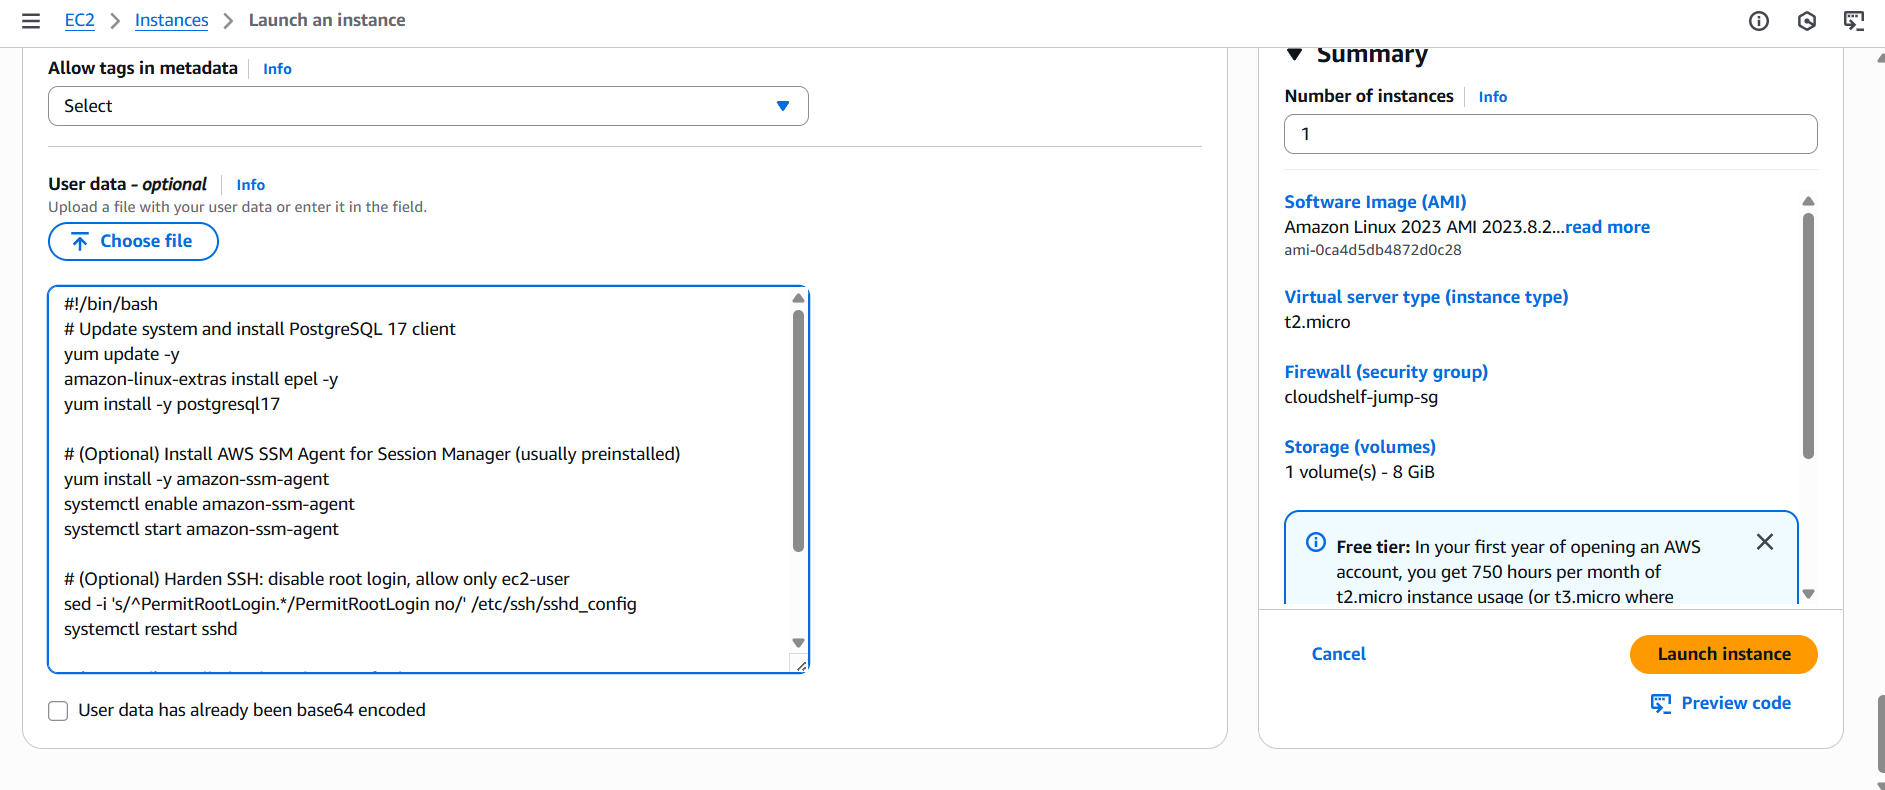 EC2 > Instances > Launch an instance
Allow tags in metadata Info
Select
User data - optional Info
Upload a file with your user data or enter it in the field.
Choose file
#!/bin/bash
# Update system and install PostgreSQL 17 client
yum update -y
amazon-linux-extras install epel -y
yum install -y postgresql17
# (Optional) Install AWS SSM Agent for Session Manager (usually preinstalled)
yum install -y amazon-ssm-agent
systemctl enable amazon-ssm-agent
systemctl start amazon-ssm-agent
# (Optional) Harden SSH: disable root login, allow only ec2-user
sed -i 's/^PermitRootLogin.*/PermitRootLogin no/' /etc/ssh/sshd_config
systemctl restart sshd
User data has already been base64 encoded
Summary
Number of instances Info
1
Software Image (AMI)
Amazon Linux 2023 AMI 2023.8.2...read more
ami-0ca4d5db4872d0c28
Virtual server type (instance type)
t2.micro
Firewall (security group)
cloudshelf-jump-sg
Storage (volumes)
1 volume(s) - 8 GiB
Free tier: In your first year of opening an AWS
account, you get 750 hours per month of
t2.micro instance usage (or t3.micro where
Cancel
Launch instance
Preview code